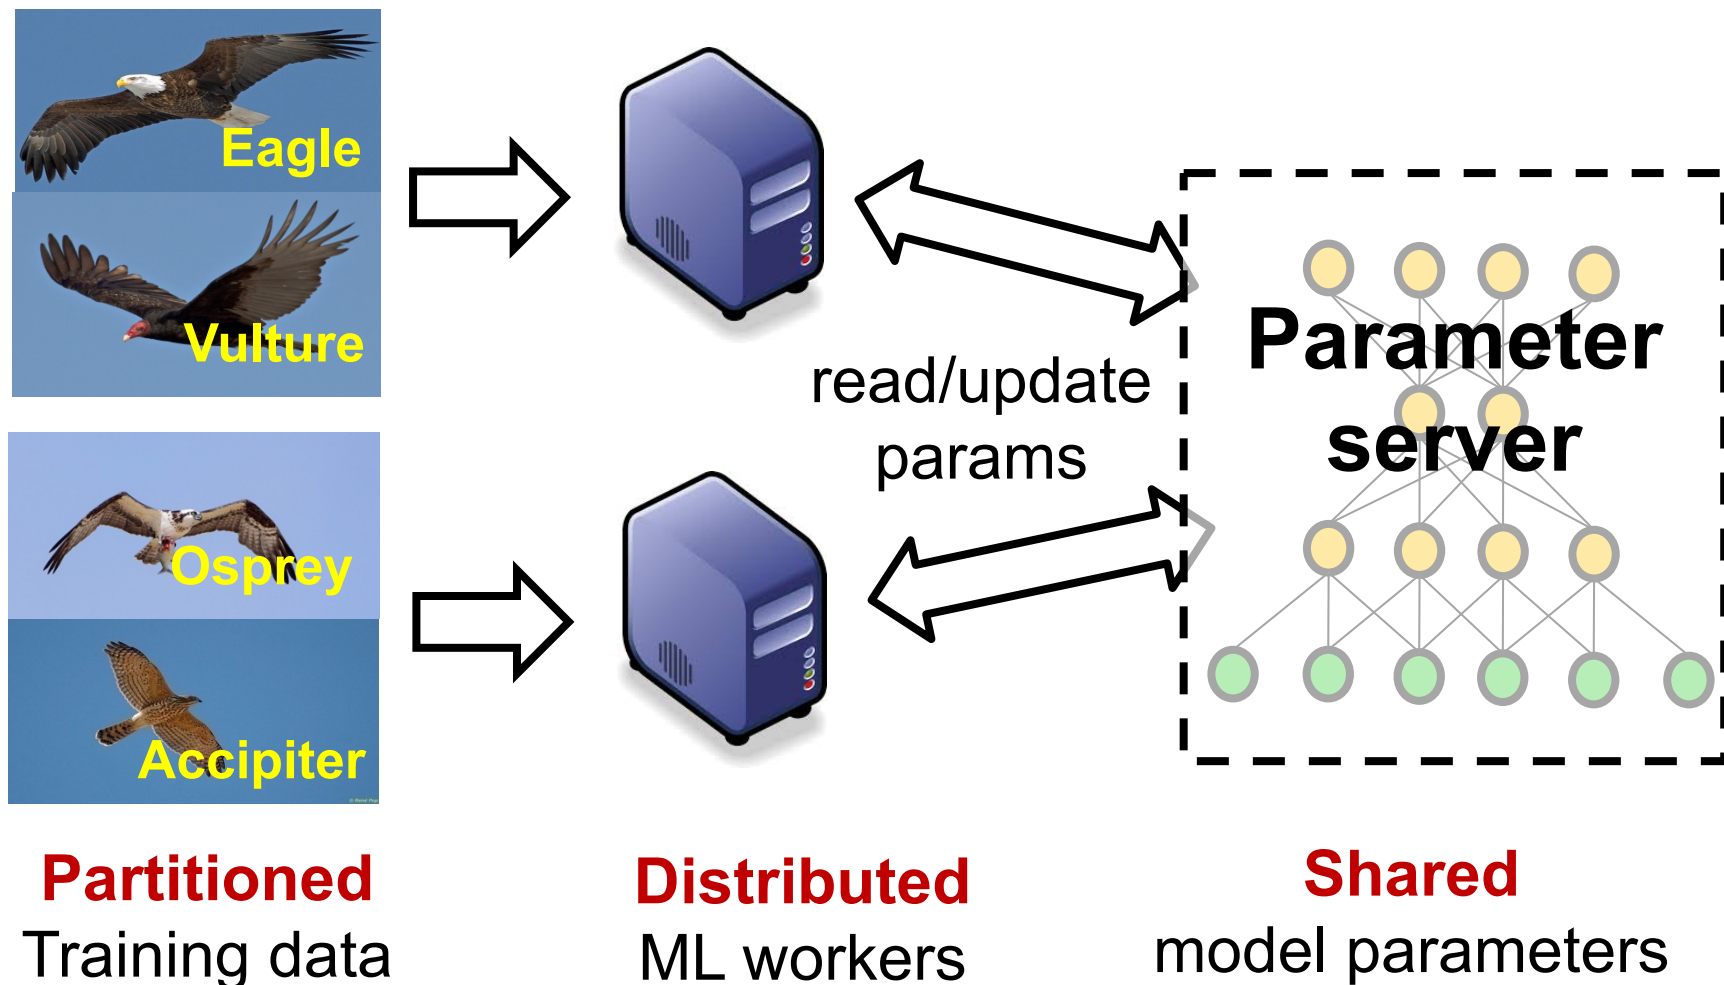 Eagle
Vulture
Osprey
Accipiter
read/update
params
Parameter
server
Partitioned
Training data
Distributed
ML workers
Shared
model parameters